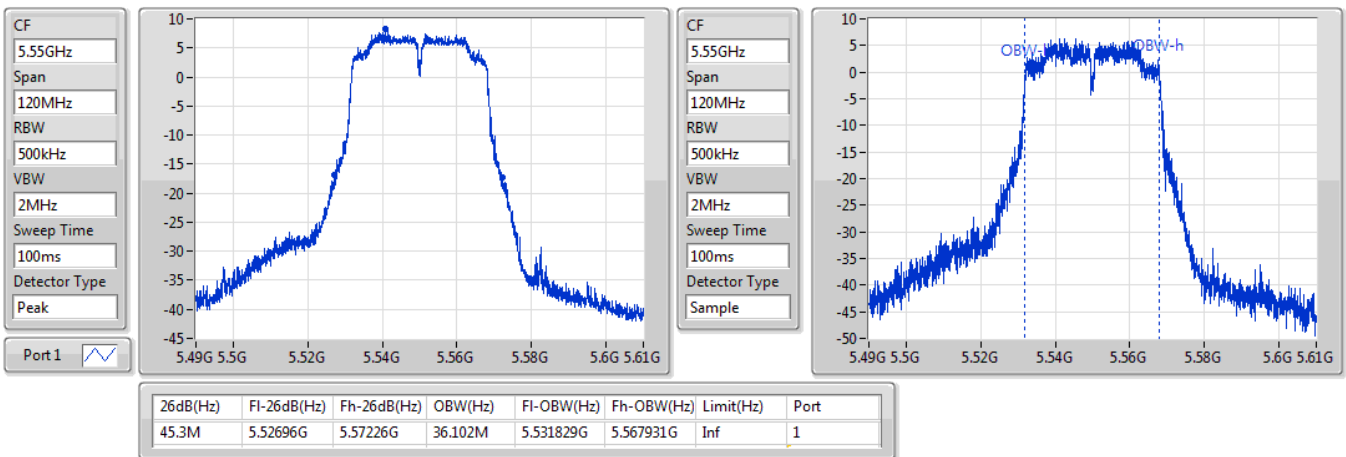 CF
5.55GHz
Span
120MHz
RBW
500kHz
VBW
2MHz
Sweep Time
100ms
Detector Type
Peak
Port 1
10
5
0
-5
-10
-15
-20
-25
-30
-35
-40
-45
5.49G 5.5G 5.52G 5.54G 5.56G 5.58G 5.6G 5.61G
CF
5.55GHz
Span
120MHz
RBW
500kHz
VBW
2MHz
Sweep Time
100ms
Detector Type
Sample
10
5
0
-5
-10
-15
-20
-25
-30
-35
-40
-45
-50
OBW-h
5.49G 5.5G 5.52G 5.54G 5.56G 5.58G 5.6G 5.61G
26dB(Hz) Fl-26dB(Hz) Fh-26dB(Hz) OBW(Hz) Fl-OBW(Hz) Fh-OBW(Hz) Limit(Hz) Port
45.3M 5.52696G 5.57226G 36.102M 5.531829G 5.567931G Inf 1